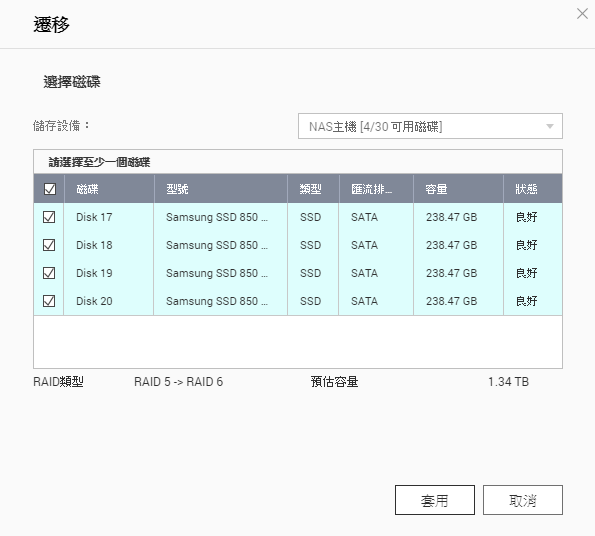 遷移
選擇磁碟
儲存設備：
NAS主機 [4/30 可用磁碟]
請選擇至少一個磁碟
磁碟 型號 類型 匯流排... 容量 狀態
Disk 17 Samsung SSD 850 ... SSD SATA 238.47 GB 良好
Disk 18 Samsung SSD 850 ... SSD SATA 238.47 GB 良好
Disk 19 Samsung SSD 850 ... SSD SATA 238.47 GB 良好
Disk 20 Samsung SSD 850 ... SSD SATA 238.47 GB 良好
RAID類型 RAID 5 -> RAID 6 預估容量 1.34 TB
套用 取消